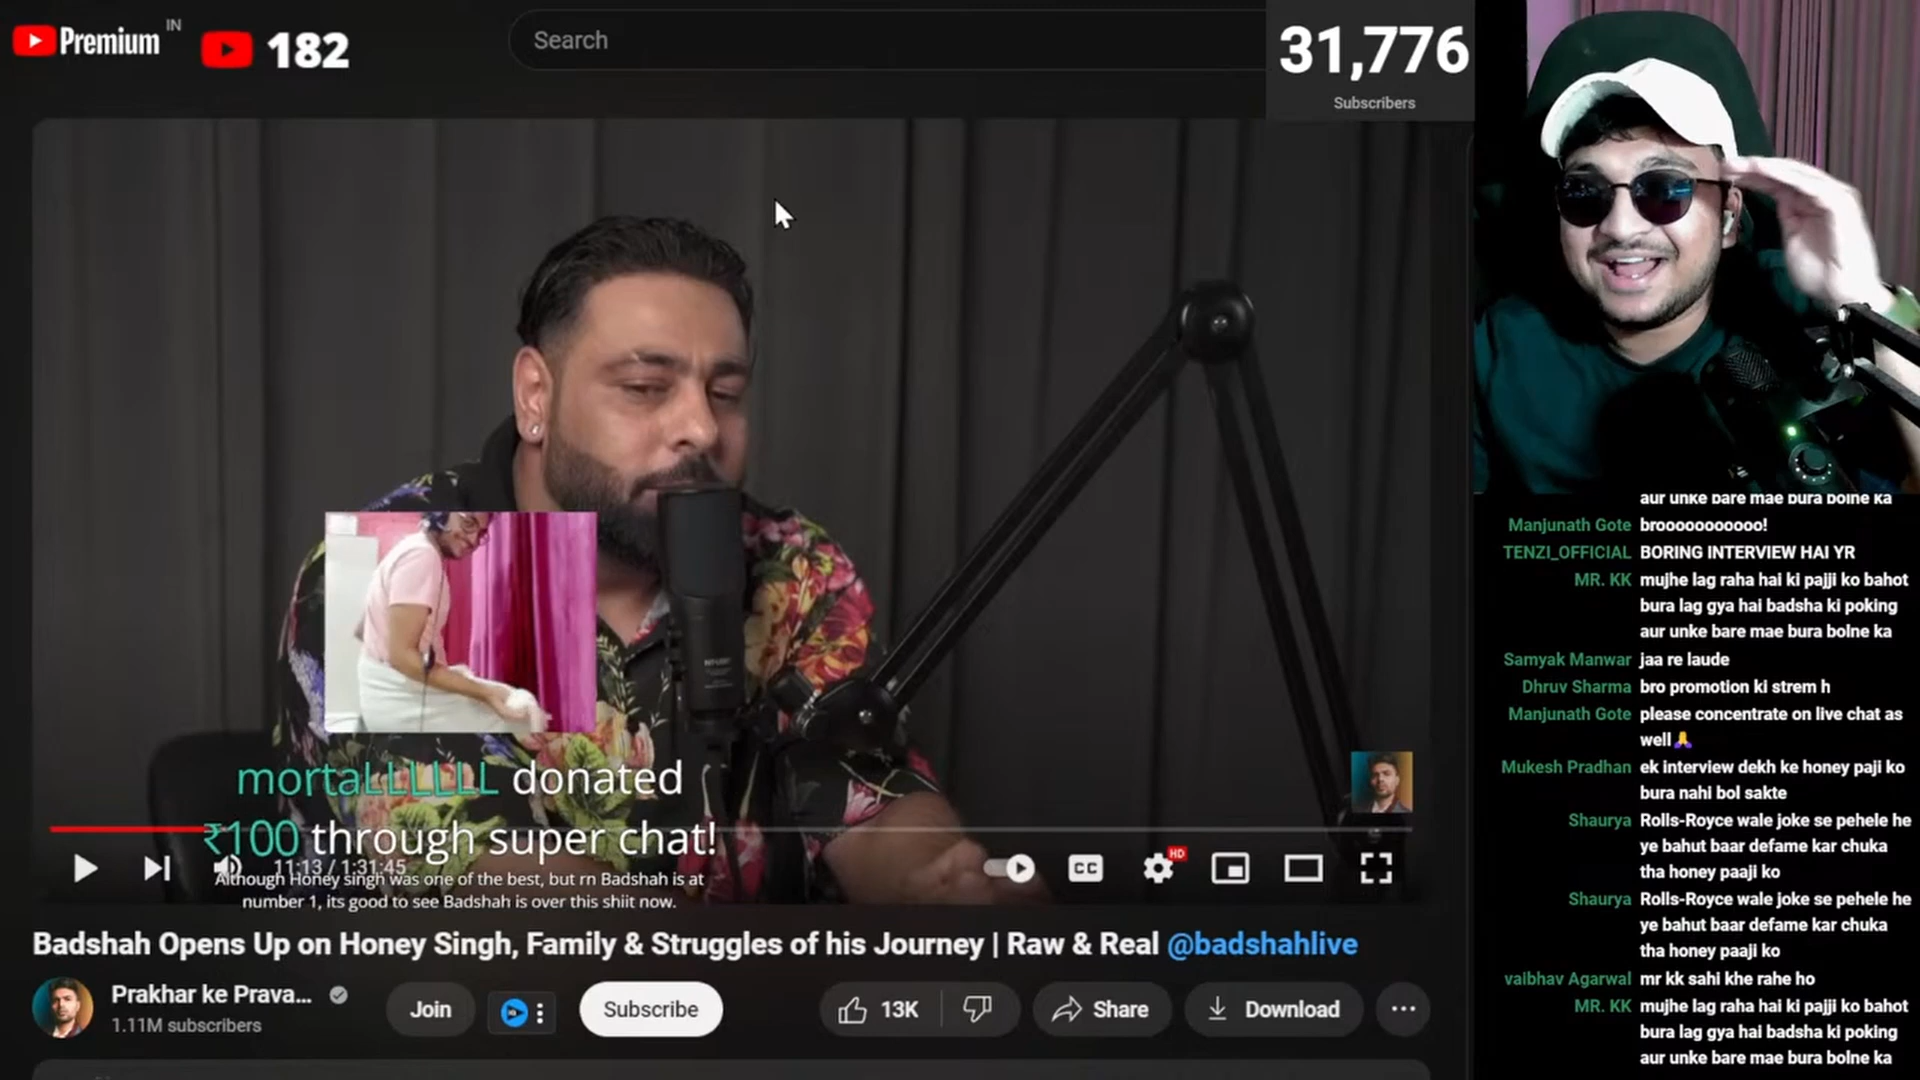 Premium IN
182
Search
31,776
Subscribers
mortaLLLLLL donated
₹100 through super chat!
11:13 / 1:31:45
CC
HD
Although Honey singh was one of the best, but rn Badshah is at
number 1, its good to see Badshah is over this shiit now.
Badshah Opens Up on Honey Singh, Family & Struggles of his Journey | Raw & Real @badshahlive
Prakhar ke Prava...
1.11M subscribers
Join
Subscribe
13K
Share
Download
aur unke bare mae bura bolne ka
Manjunath Gote brooooooooooo!
TENZI_OFFICIAL BORING INTERVIEW HAI YR
MR. KK mujhe lag raha hai ki pajji ko bahot
bura lag gya hai badsha ki poking
aur unke bare mae bura bolne ka
Samyak Manwar jaa re laude
Dhruv Sharma bro promotion ki strem h
Manjunath Gote please concentrate on live chat as
well🙏
Mukesh Pradhan ek interview dekh ke honey paji ko
bura nahi bol sakte
Shaurya Rolls-Royce wale joke se pehele he
ye bahut baar defame kar chuka
tha honey paaji ko
Shaurya Rolls-Royce wale joke se pehele he
ye bahut baar defame kar chuka
tha honey paaji ko
vaibhav Agarwal mr kk sahi khe rahe ho
MR. KK mujhe lag raha hai ki pajji ko bahot
bura lag gya hai badsha ki poking
aur unke bare mae bura bolne ka